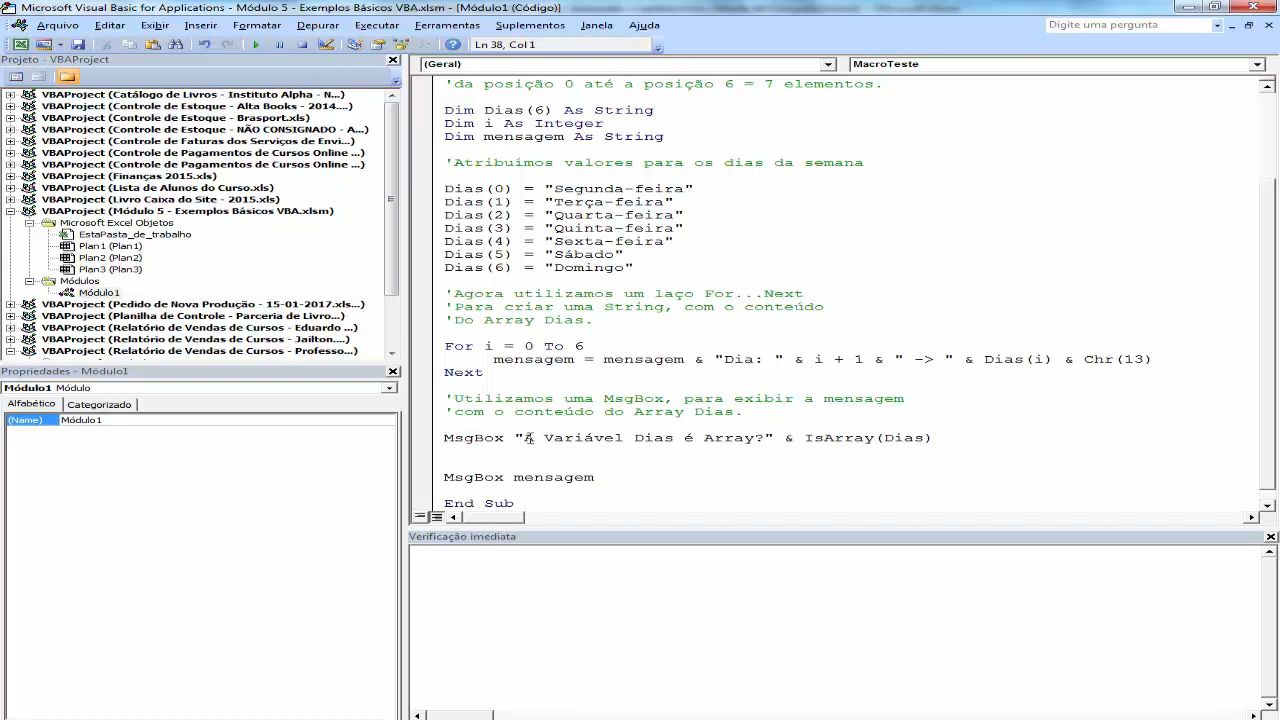 Microsoft Visual Basic for Applications - Módulo 5 - Exemplos Básicos VBA.xlsm - [Módulo1 (Código)]
Arquivo Editar Exibir Inserir Formatar Depurar Executar Ferramentas Suplementos Janela Ajuda
Digite uma pergunta
Ln 38, Col 1
Projeto - VBAProject
VBAProject (Catálogo de Livros - Instituto Alpha - N...)
VBAProject (Controle de Estoque - Alta Books - 2014....)
VBAProject (Controle de Estoque - Brasport.xls)
VBAProject (Controle de Estoque - NÃO CONSIGNADO - A...)
VBAProject (Controle de Faturas dos Serviços de Envi...)
VBAProject (Controle de Pagamentos de Cursos Online ...)
VBAProject (Controle de Pagamentos de Cursos Online ...)
VBAProject (Finanças 2015.xls)
VBAProject (Lista de Alunos do Curso.xls)
VBAProject (Livro Caixa do Site - 2015.xls)
VBAProject (Módulo 5 - Exemplos Básicos VBA.xlsm)
Microsoft Excel Objetos
EstaPasta_de_trabalho
Plan1 (Plan1)
Plan2 (Plan2)
Plan3 (Plan3)
Módulos
Módulo1
VBAProject (Pedido de Nova Produção - 15-01-2017.xls...)
VBAProject (Planilha de Controle - Parceria de Livro...)
VBAProject (Relatório de Vendas de Cursos - Eduardo ...)
VBAProject (Relatório de Vendas de Cursos - Jailton....)
VBAProject (Relatório de Vendas de Cursos - Professo...)
Propriedades - Módulo1
Módulo1 Módulo
Alfabético Categorizado
(Name) Módulo1
(Geral) MacroTeste
'da posição 0 até a posição 6 = 7 elementos.
Dim Dias(6) As String
Dim i As Integer
Dim mensagem As String
'Atribuímos valores para os dias da semana
Dias(0) = "Segunda-feira"
Dias(1) = "Terça-feira"
Dias(2) = "Quarta-feira"
Dias(3) = "Quinta-feira"
Dias(4) = "Sexta-feira"
Dias(5) = "Sábado"
Dias(6) = "Domingo"
'Agora utilizamos um laço For...Next
'Para criar uma String, com o conteúdo
'Do Array Dias.
For i = 0 To 6
mensagem = mensagem & "Dia: " & i + 1 & " -> " & Dias(i) & Chr(13)
Next
'Utilizamos uma MsgBox, para exibir a mensagem
'com o conteúdo do Array Dias.
MsgBox "A Variável Dias é Array?" & IsArray(Dias)
MsgBox mensagem
End Sub
Verificação imediata